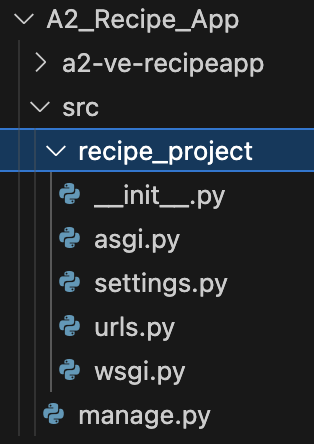 A2_Recipe_App
a2-ve-recipeapp
src
recipe_project
__init__.py
asgi.py
settings.py
urls.py
wsgi.py
manage.py